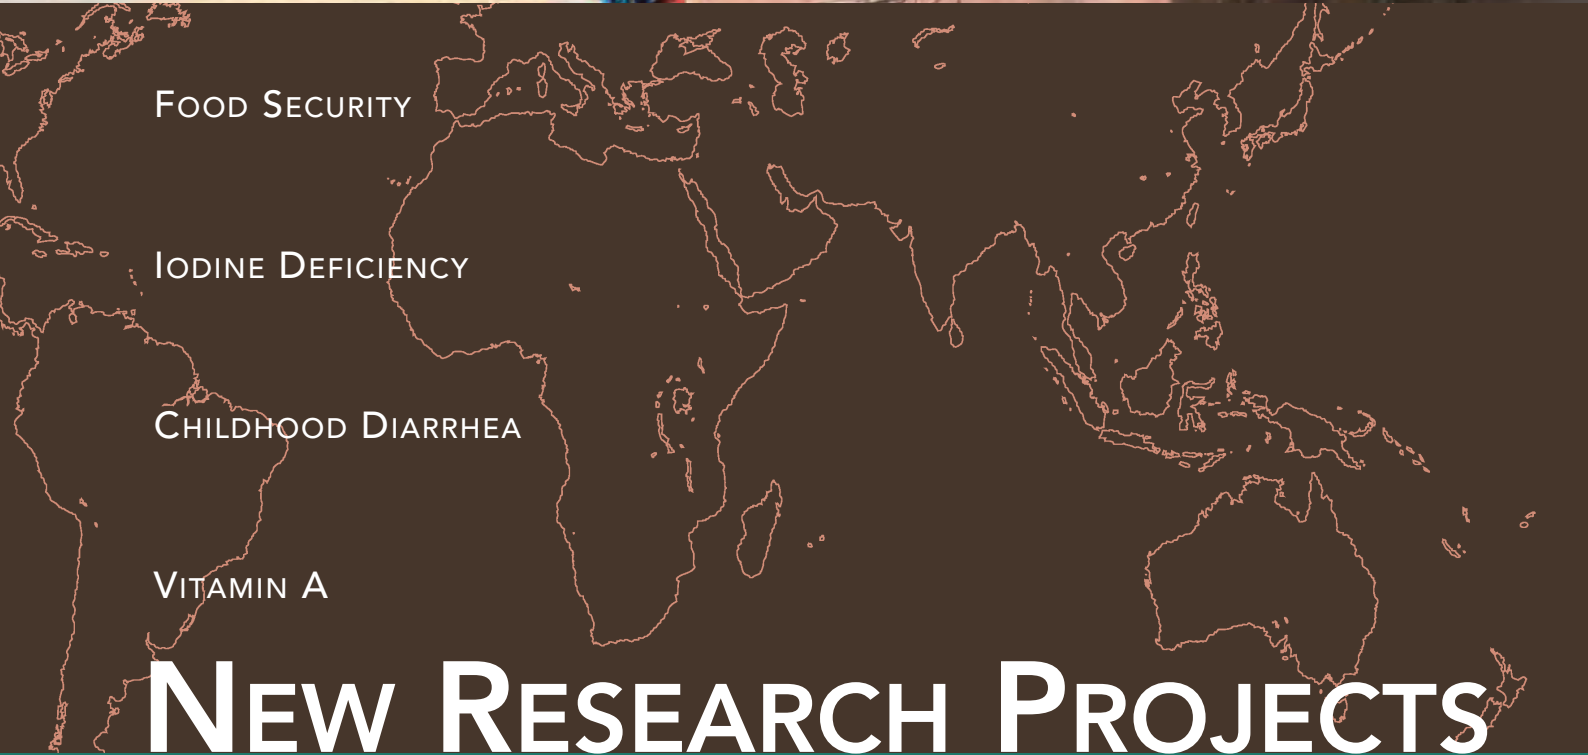 Food Security
Iodine Deficiency
Childhood Diarrhea
Vitamin A
New Research Projects